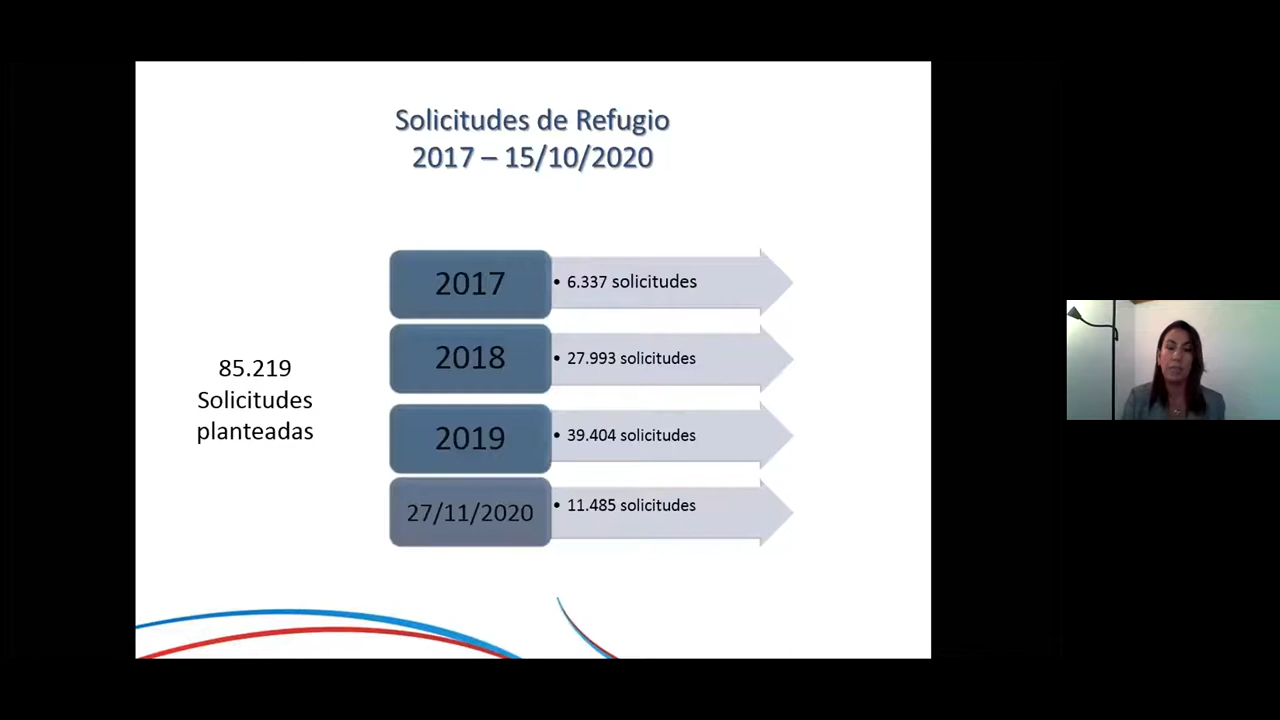 Solicitudes de Refugio
2017 – 15/10/2020
85.219
Solicitudes
planteadas
2017
• 6.337 solicitudes
2018
• 27.993 solicitudes
2019
• 39.404 solicitudes
27/11/2020
• 11.485 solicitudes